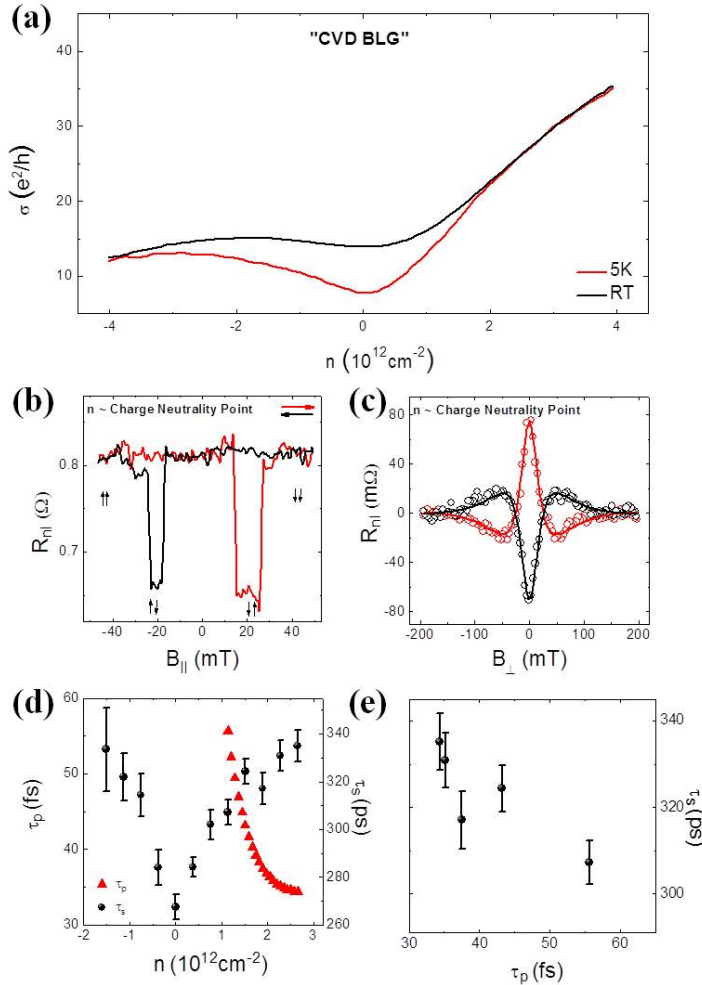 (a)
"CVD BLG"
σ (e²/h)
40
30
20
10
5K
RT
-4 -2 0 2 4
n (10¹²cm⁻²)
(b)
n ~ Charge Neutrality Point
R_nl (Ω)
0.8
0.7
↑↑ ↓↓
↑↓ ↓↑
-40 -20 0 20 40
B_|| (mT)
(c)
n ~ Charge Neutrality Point
R_nl (mΩ)
80
40
0
-40
-80
-200 -100 0 100 200
B_⊥ (mT)
(d)
τ_p (fs)
60
50
40
30
τ_p
τ_s
340
320
300
280
260
τ_s (ps)
-2 -1 0 1 2 3
n (10¹²cm⁻²)
(e)
340
320
300
τ_s (ps)
30 40 50 60
τ_p (fs)